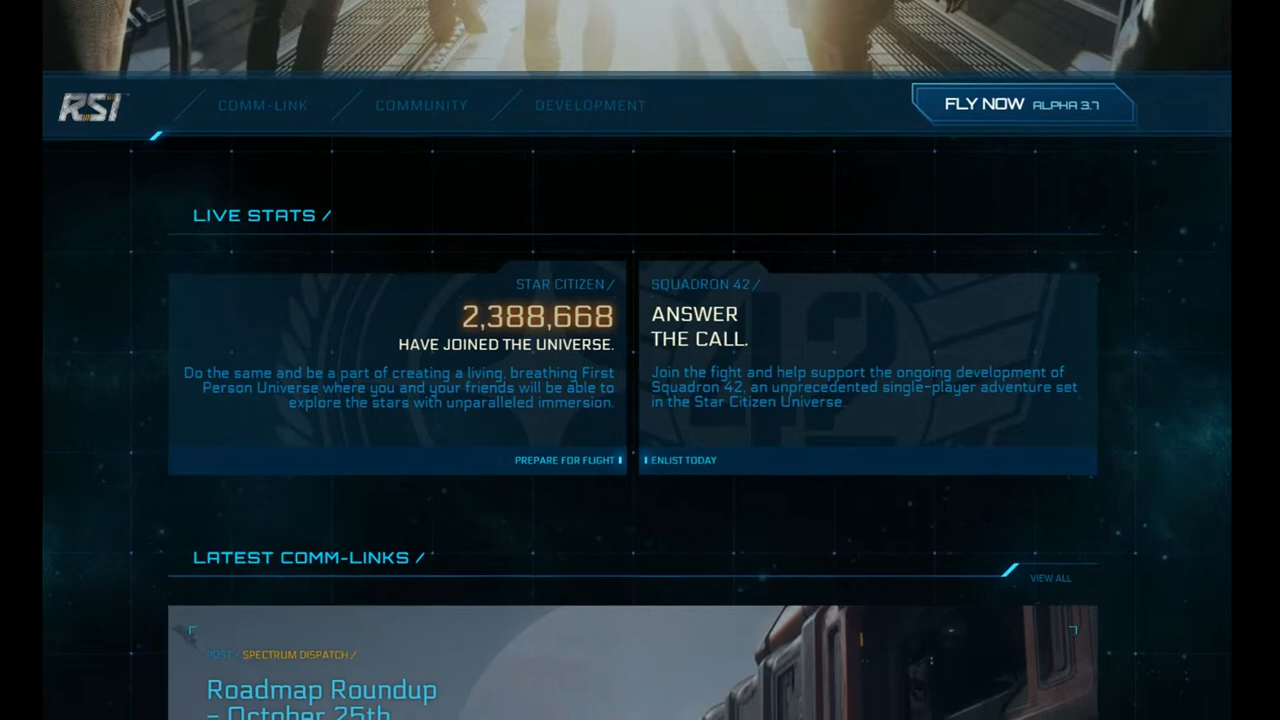 RSI
COMM-LINK
COMMUNITY
DEVELOPMENT
FLY NOW ALPHA 3.7
LIVE STATS /
STAR CITIZEN /
2,388,668
HAVE JOINED THE UNIVERSE.
Do the same and be a part of creating a living, breathing First
Person Universe where you and your friends will be able to
explore the stars with unparalleled immersion.
PREPARE FOR FLIGHT
SQUADRON 42 /
ANSWER
THE CALL.
Join the fight and help support the ongoing development of
Squadron 42, an unprecedented single-player adventure set
in the Star Citizen Universe.
ENLIST TODAY
LATEST COMM-LINKS /
VIEW ALL
POST / SPECTRUM DISPATCH /
Roadmap Roundup
– October 25th